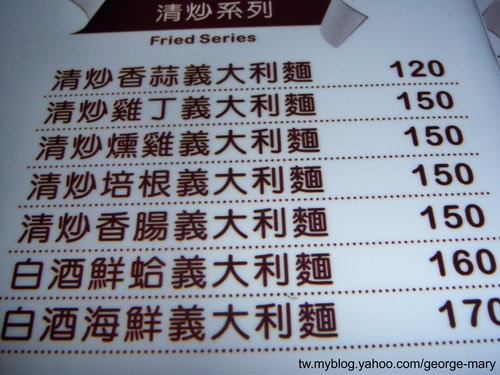 清炒系列
Fried Series
清炒香蒜義大利麵 120
清炒雞丁義大利麵 150
清炒燻雞義大利麵 150
清炒培根義大利麵 150
清炒香腸義大利麵 150
白酒鮮蛤義大利麵 160
白酒海鮮義大利麵 170
tw.myblog.yahoo.com/george-mary